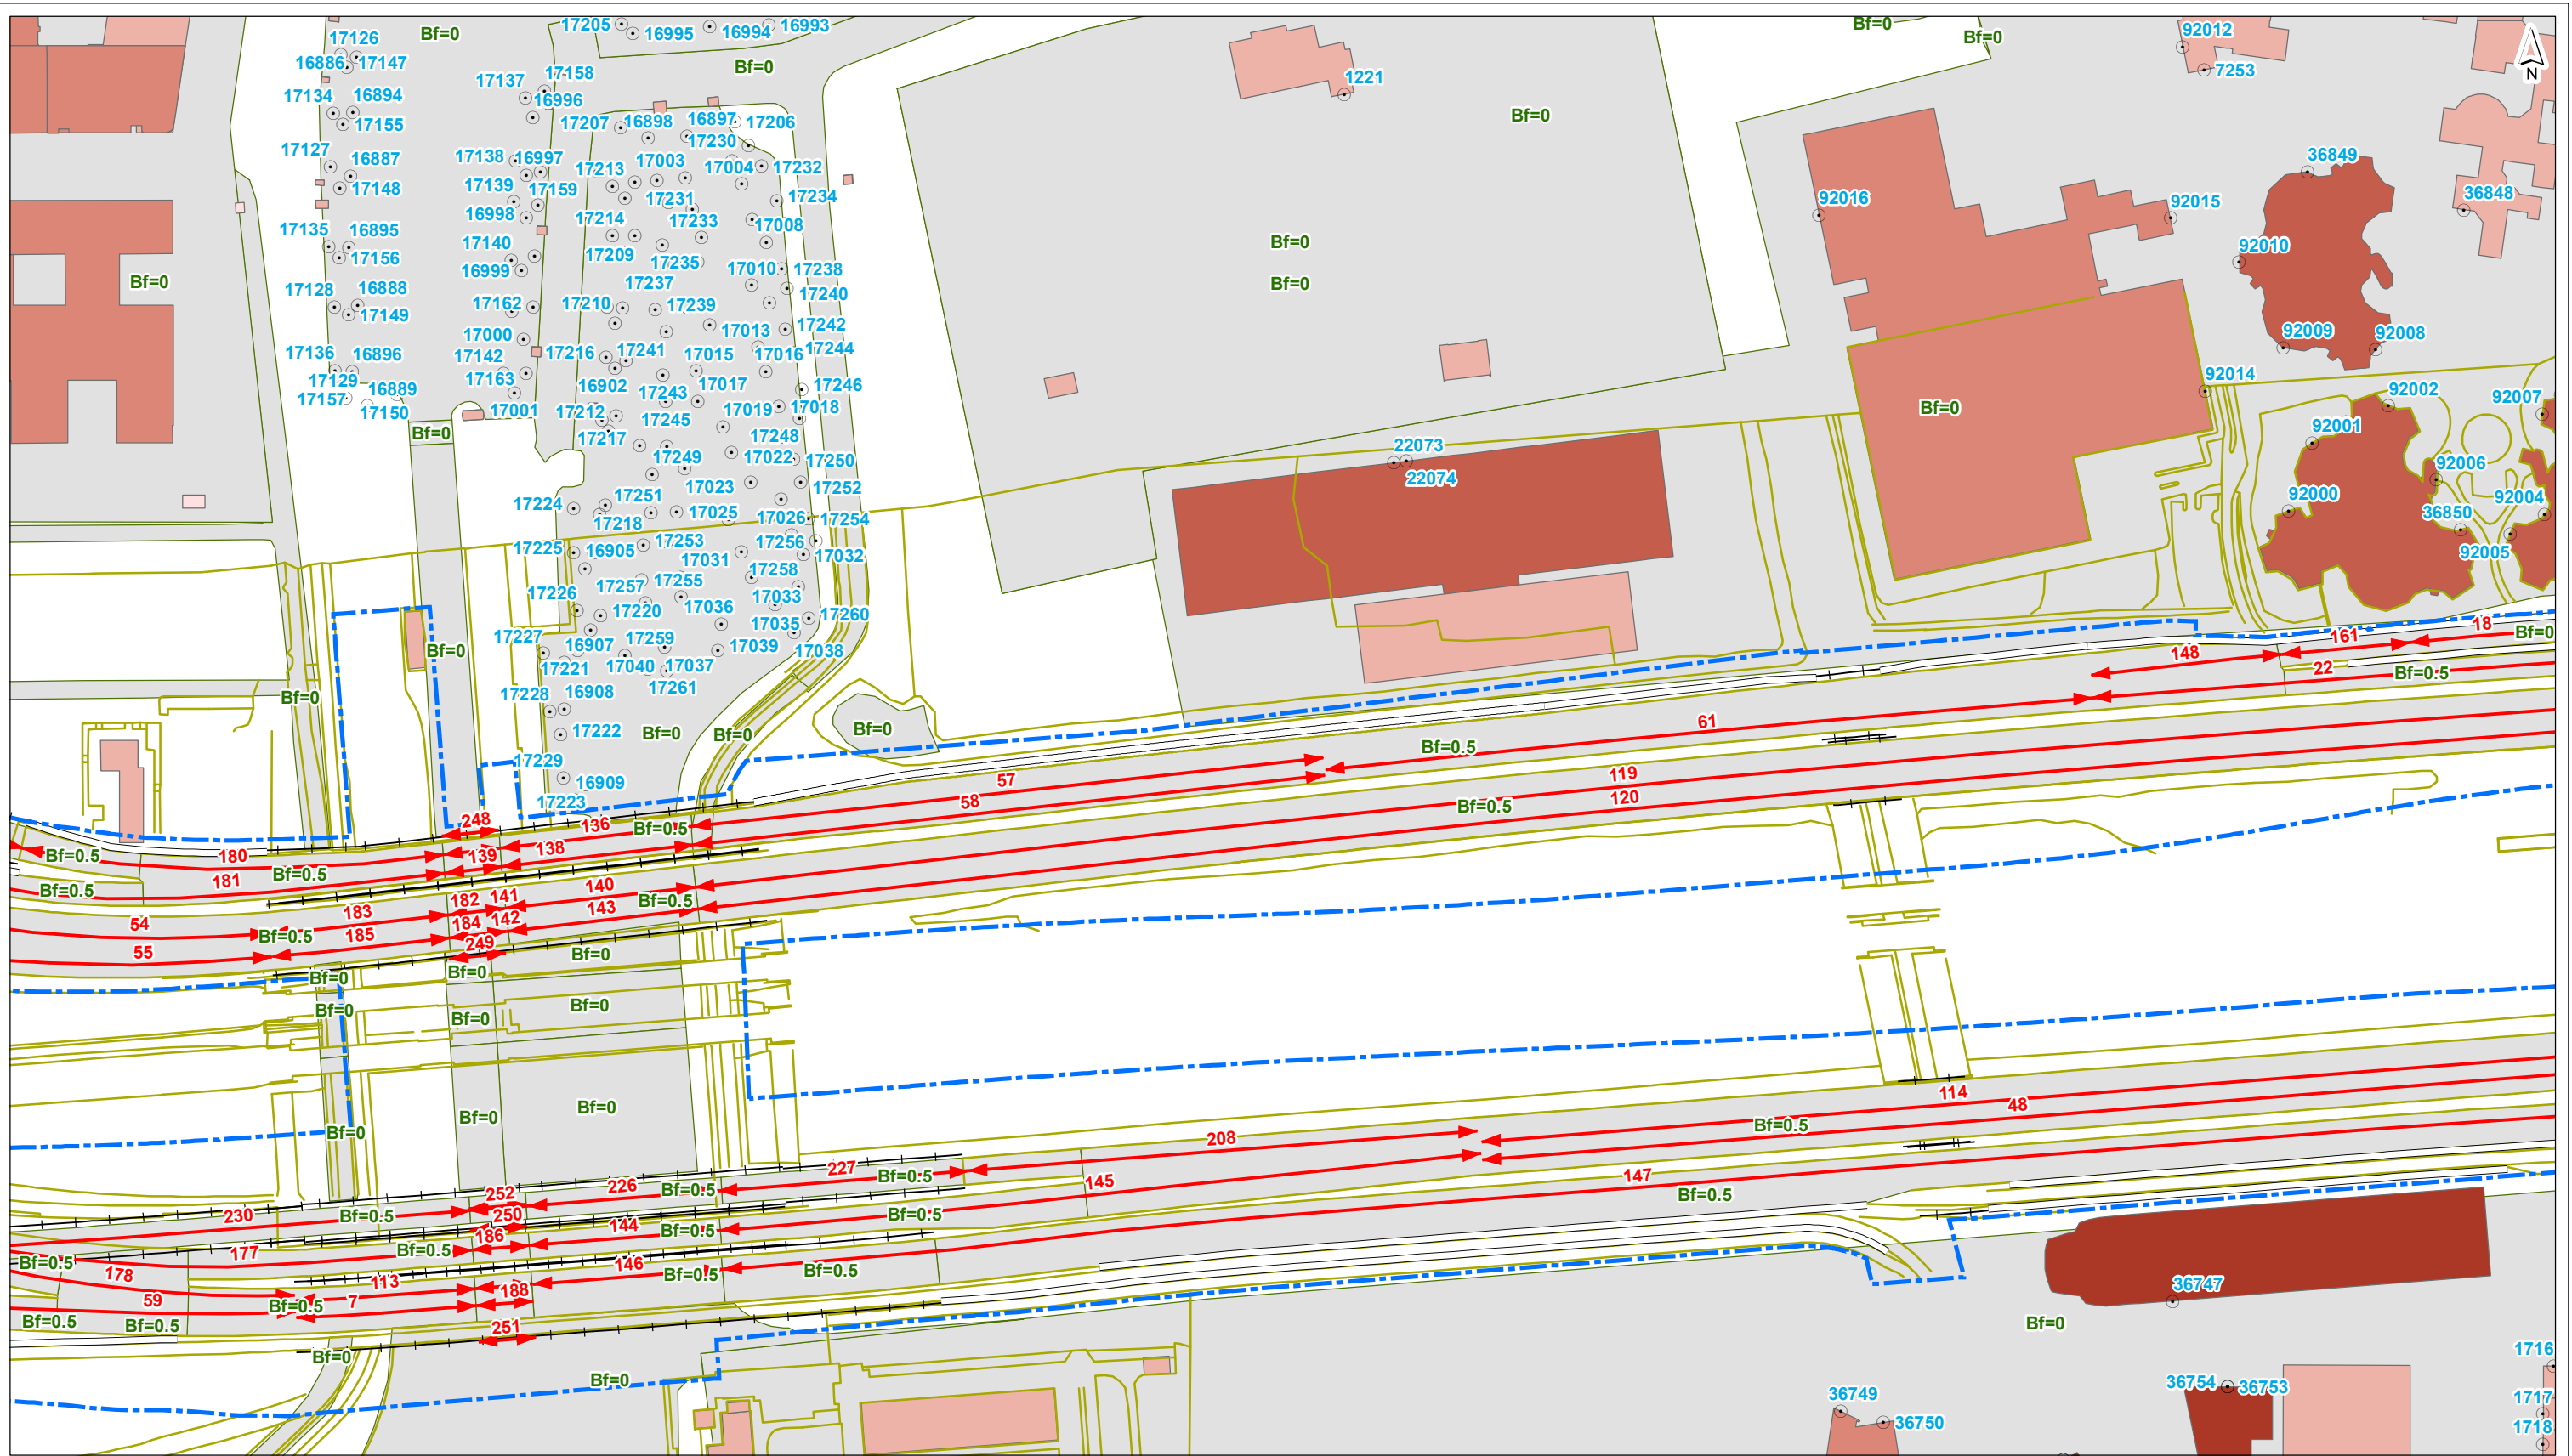 17205 16995 16994 16993 Bf=0 Bf=0 92012
17126 Bf=0 Bf=0
16886 17147 17158 Bf=0 1221 7253 N
17137 16996
17134 16894 17155 17207 16898 16897 17206 Bf=0
17127 16887 17138 16997 17230 17003 17004 17232 36849
17148 17139 17159 17213 17231 17234 36848
16998 17214 17233 17008 92016 92015
17135 16895 17140 17209 Bf=0 92010
17156 16999 17235 17010 17238
Bf=0 17128 16888 17162 17210 17237 17239 17240 Bf=0
17149 17000 17013 17242 92009 92008
17136 16896 17142 17216 17241 17015 17016 17244
17129 16889 17163 16902 17243 17017 17246 92014 92002 92007
17157 17150 17001 17212 17245 17019 17018 Bf=0
Bf=0 17217 17248 92001
17249 17022 17250 22073 92006
17023 17252 22074 92000 92004
17224 17251 17218 17025 17026 17254 36850
17225 16905 17253 17031 17256 17032 92005
17257 17255 17258
17226 17220 17036 17033 17260
17227 16907 17259 17035 161 18 Bf=0
Bf=0 17221 17040 17037 17039 17038 148 22
Bf=0 17228 16908 17261 Bf=0.5
17222 Bf=0 Bf=0 Bf=0 61
17229 16909 57 Bf=0.5 119
17223 58 Bf=0.5 120
248 136 Bf=0.5
Bf=0.5 180 139 138
Bf=0.5 181 Bf=0.5 140
54 183 182 141 143 Bf=0.5
55 Bf=0.5 185 184 142
249 Bf=0
Bf=0 Bf=0
Bf=0 Bf=0 Bf=0
Bf=0 Bf=0 Bf=0
114 48
208 Bf=0.5
227 Bf=0.5 145 147
252 226 Bf=0.5 Bf=0.5
230 Bf=0.5 250 144 Bf=0.5 Bf=0.5
177 Bf=0.5 186
Bf=0.5 178 113 146 Bf=0.5 Bf=0.5
59 Bf=0.5 7 188 36747
Bf=0.5 Bf=0.5 251 Bf=0
Bf=0 1716
Bf=0 36749 36750 36754 36753 1717
1718